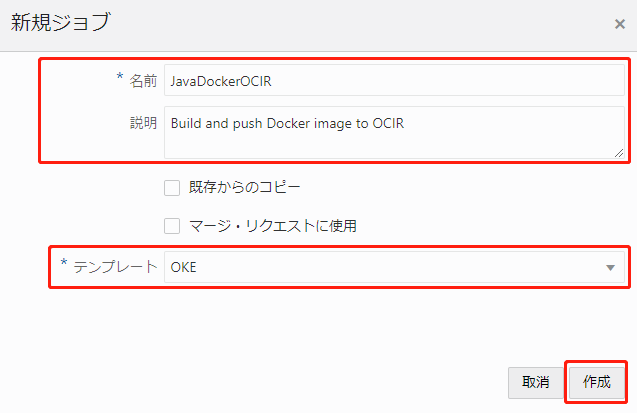 新規ジョブ ×
* 名前 JavaDockerOCIR
説明 Build and push Docker image to OCIR
既存からのコピー
マージ・リクエストに使用
* テンプレート OKE
取消 作成